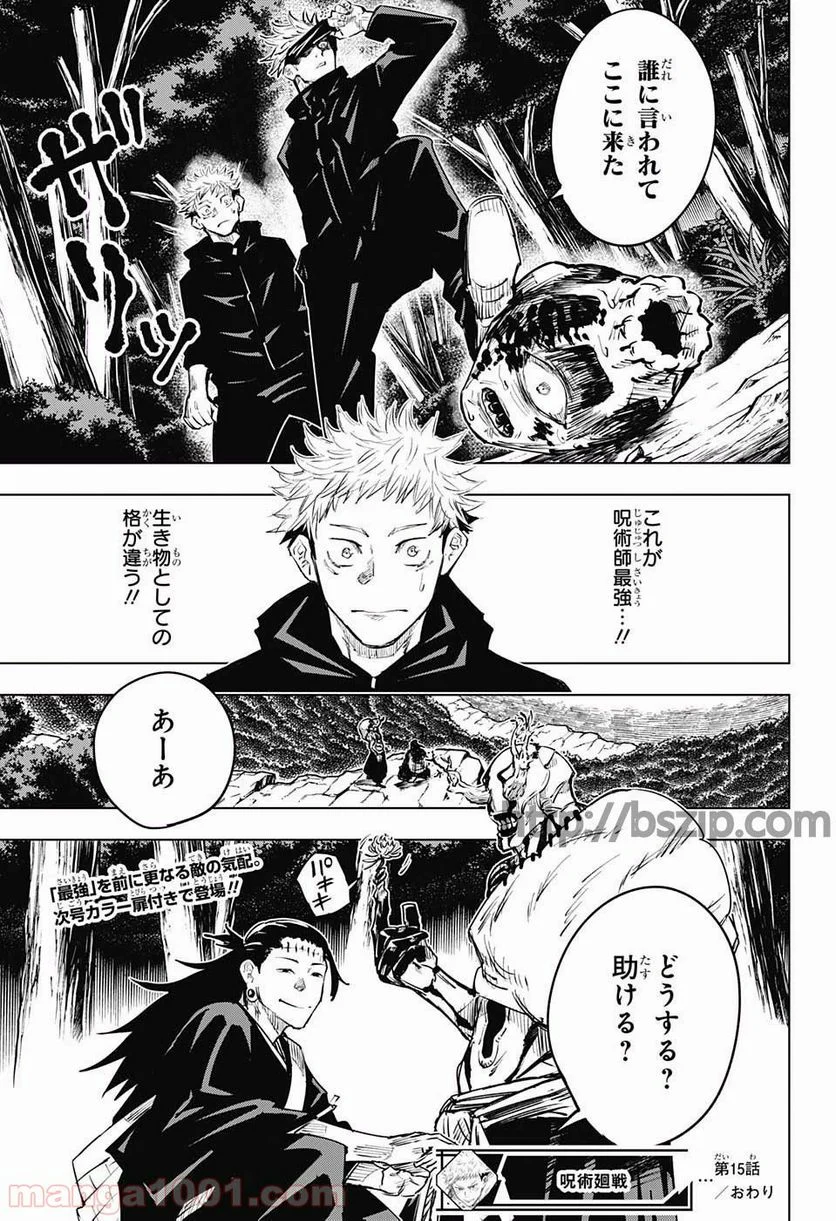 誰に言われて
ここに来た
ザリッ
これが
呪術師最強…!!
生き物としての
格が違う!!
あーあ
http://bszip.com
パキキ
どうする?
助ける?
「最強」を前に更なる敵の気配。
次号カラー扉付きで登場!!
呪術廻戦
…第15話
／おわり
manga1001.com